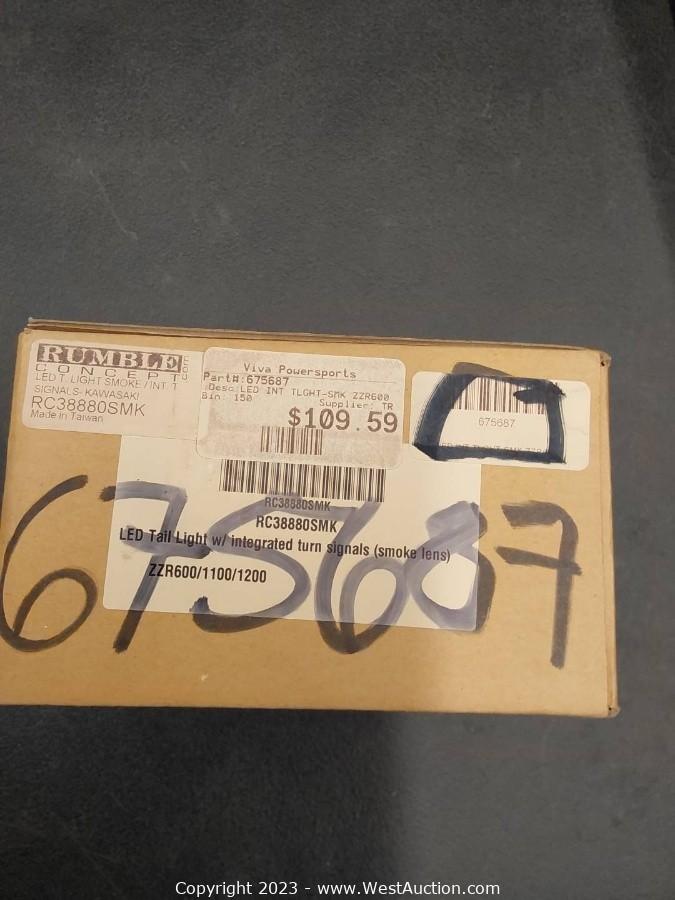 RUMBLE
CONCEPT
.com
LED T. LIGHT SMOKE / INT. T
SIGNALS- KAWASAKI
RC38880SMK
Made in Taiwan
Viva Powersports
Part#:675687
Desc:LED INT TLGHT-SMK ZZR600
Bin: 150 Supplier: TR
$109.59
675687
RC38880SMK
RC38880SMK
LED Tail Light w/ integrated turn signals (smoke lens)
ZZR600/1100/1200
675687
Copyright 2023 - www.WestAuction.com